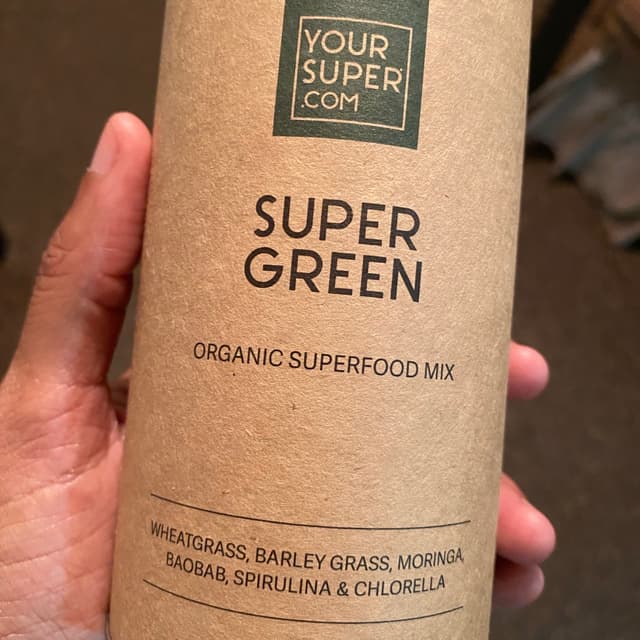 YOUR
SUPER
.COM
SUPER
GREEN
ORGANIC SUPERFOOD MIX
WHEATGRASS, BARLEY GRASS, MORINGA,
BAOBAB, SPIRULINA & CHLORELLA